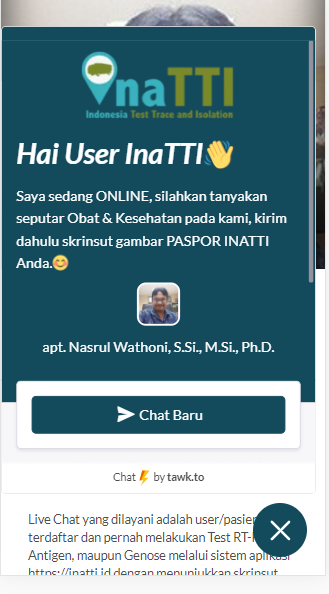 InaTTI
Indonesia Test Trace and Isolation
Hai User InaTTI👋
Saya sedang ONLINE, silahkan tanyakan
seputar Obat & Kesehatan pada kami, kirim
dahulu skrinsut gambar PASPOR INATTI
Anda.😊
apt. Nasrul Wathoni, S.Si., M.Si., Ph.D.
Chat Baru
Chat ⚡ by tawk.to
Live Chat yang dilayani adalah user/pasien
terdaftar dan pernah melakukan Test RT-
Antigen, maupun Genose melalui sistem aplikasi
https://inatti.id dengan menunjukkan skrinsut